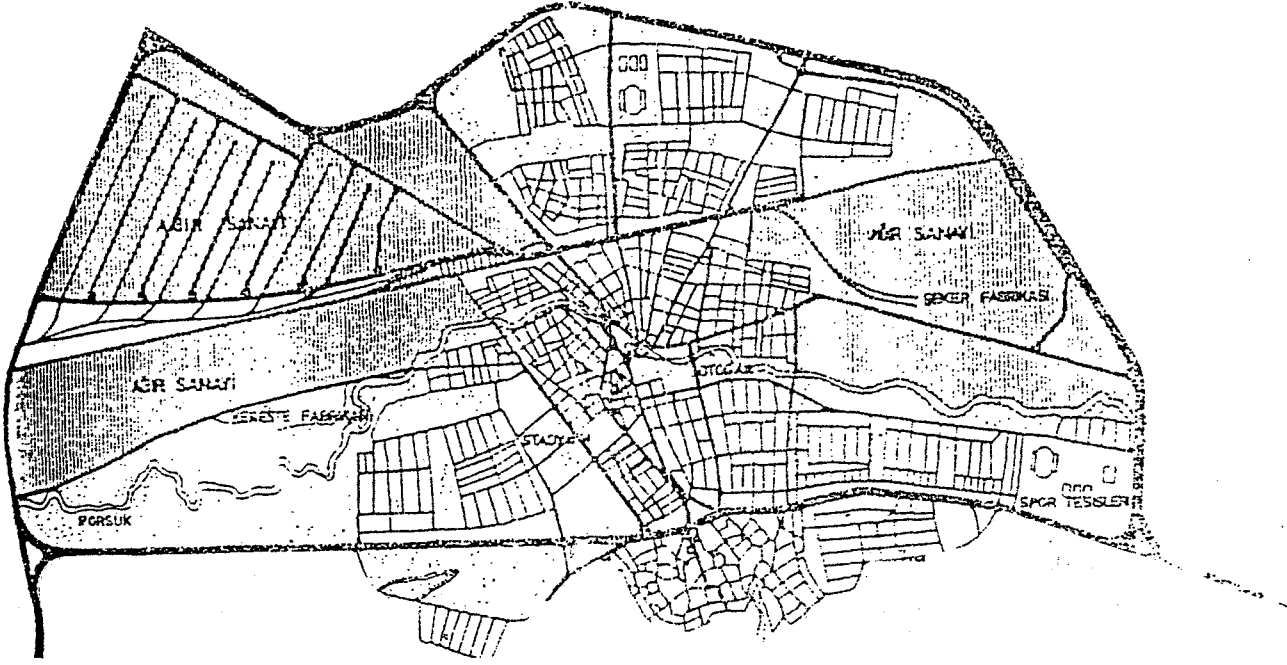 AĞIR SANAYİ
AĞIR SANAYİ
ŞEKER FABRİKASI
AĞIR SANAYİ
OTOGAR
KERESTE FABRİKASI
STADYUM
SPOR TESİSLERİ
PORSUK